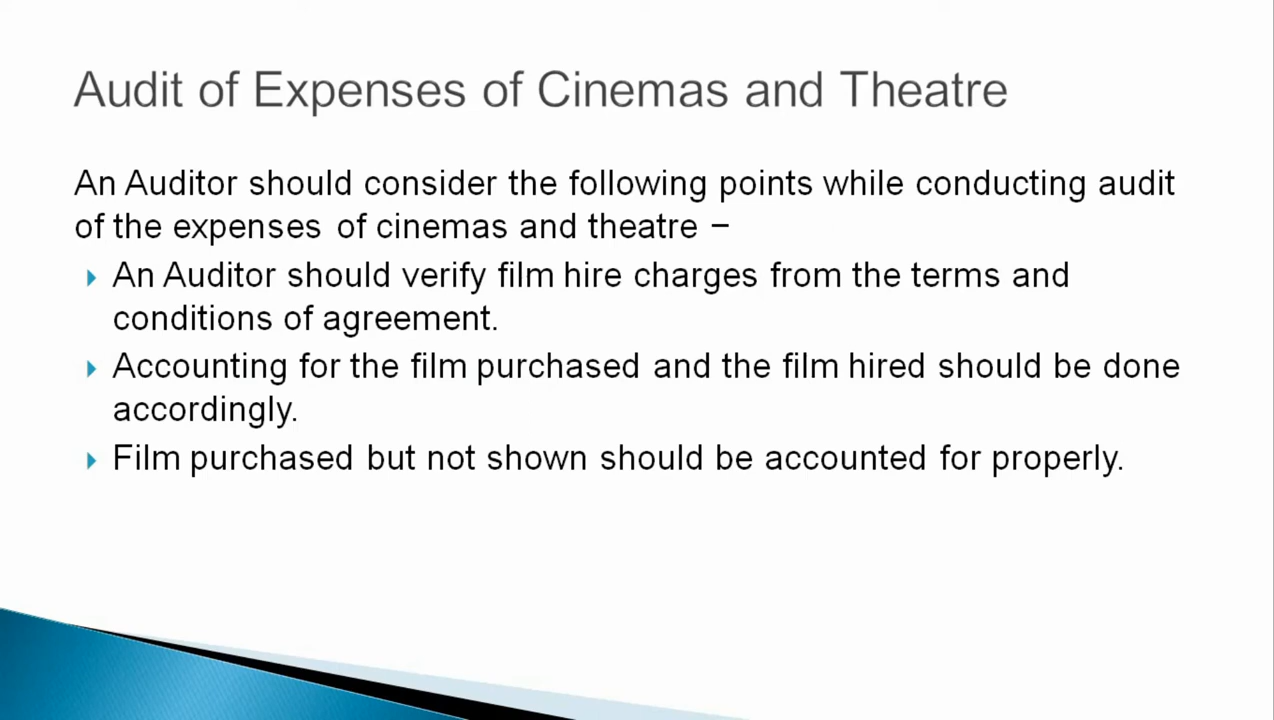 Audit of Expenses of Cinemas and Theatre
An Auditor should consider the following points while conducting audit
of the expenses of cinemas and theatre −
An Auditor should verify film hire charges from the terms and
conditions of agreement.
Accounting for the film purchased and the film hired should be done
accordingly.
Film purchased but not shown should be accounted for properly.